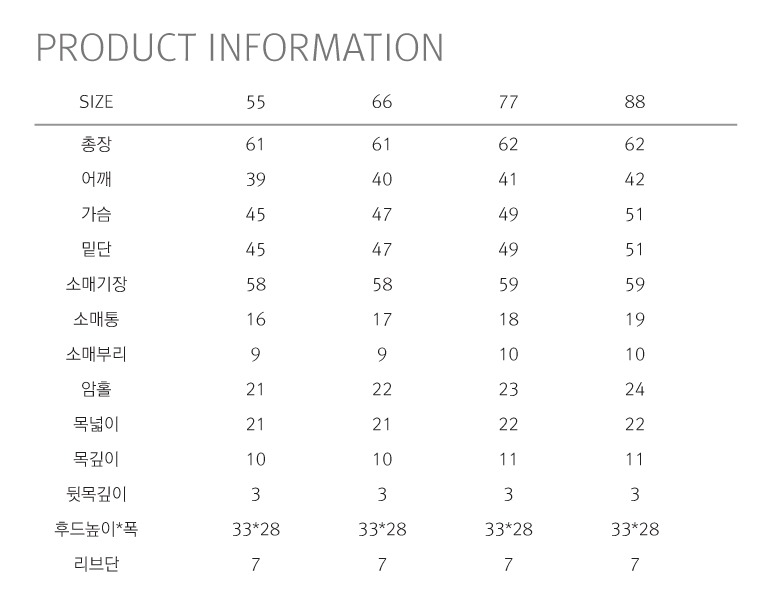 PRODUCT INFORMATION
SIZE 55 66 77 88
총장 61 61 62 62
어깨 39 40 41 42
가슴 45 47 49 51
밑단 45 47 49 51
소매기장 58 58 59 59
소매통 16 17 18 19
소매부리 9 9 10 10
암홀 21 22 23 24
목넓이 21 21 22 22
목깊이 10 10 11 11
뒷목깊이 3 3 3 3
후드높이*폭 33*28 33*28 33*28 33*28
리브단 7 7 7 7